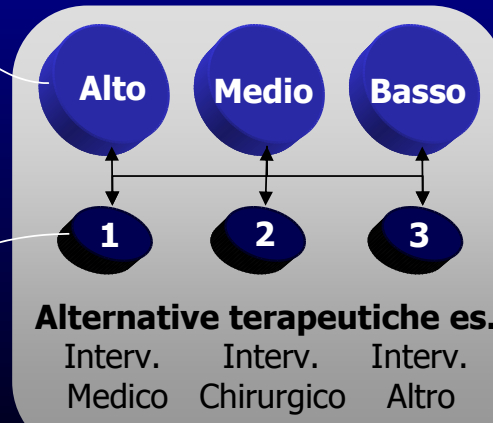 Alto Medio Basso
1 2 3
Alternative terapeutiche es.
Interv. Interv. Interv.
Medico Chirurgico Altro